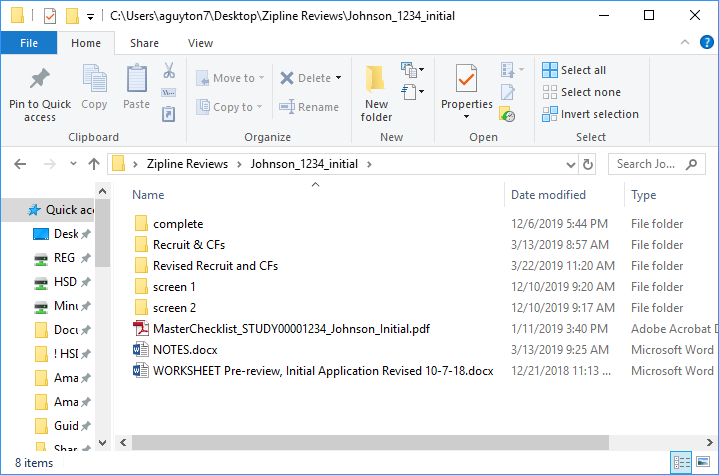 C:\Users\aguyton7\Desktop\Zipline Reviews\Johnson_1234_initial
File Home Share View
Pin to Quick access
Copy
Paste
Clipboard
Move to
Copy to
Delete
Rename
Organize
New folder
New
Properties
Open
Select all
Select none
Invert selection
Select
Zipline Reviews > Johnson_1234_initial >
Search Jo...
Name Date modified Type
Quick acc
Desk
REG
HSD
Minu
Docu
! HSD
Ama
Ama
Guid
Shar
complete 12/6/2019 5:44 PM File folder
Recruit & CFs 3/13/2019 8:57 AM File folder
Revised Recruit and CFs 3/22/2019 11:20 AM File folder
screen 1 12/10/2019 9:20 AM File folder
screen 2 12/10/2019 9:17 AM File folder
MasterChecklist_STUDY00001234_Johnson_Initial.pdf 1/11/2019 3:40 PM Adobe Acrobat D
NOTES.docx 3/13/2019 9:25 AM Microsoft Word
WORKSHEET Pre-review, Initial Application Revised 10-7-18.docx 12/21/2018 11:13 ... Microsoft Word
8 items